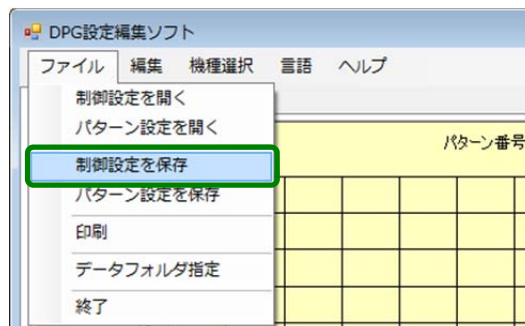 DPG設定編集ソフト
ファイル 編集 機種選択 言語 ヘルプ
制御設定を開く
パターン設定を開く
パターン番号
制御設定を保存
パターン設定を保存
印刷
データフォルダ指定
終了